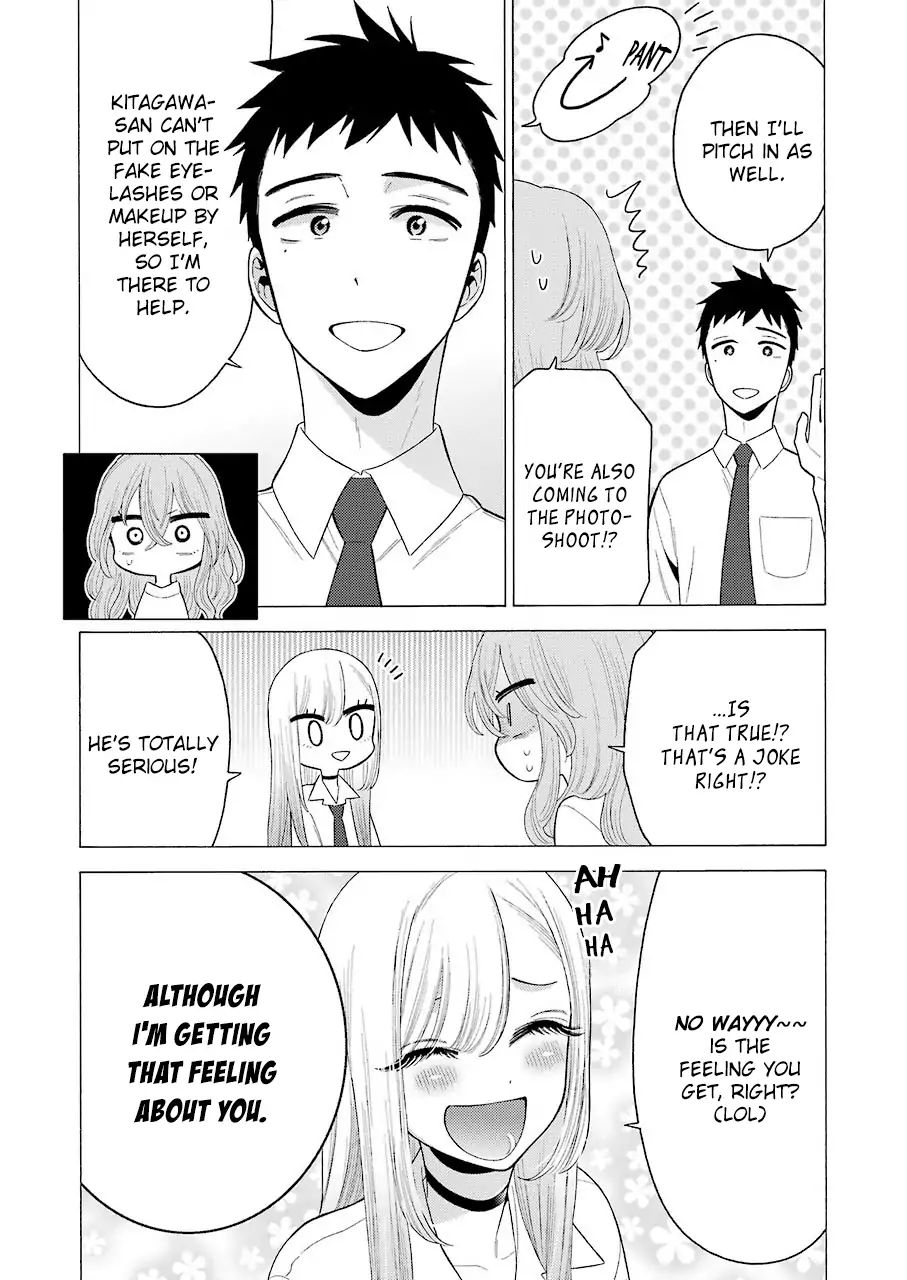 PANT
THEN I'LL
PITCH IN AS
WELL.
YOU'RE ALSO
COMING TO
THE PHOTO-
SHOOT!?
KITAGAWA-
SAN CAN'T
PUT ON THE
FAKE EYE-
LASHES OR
MAKEUP BY
HERSELF,
SO I'M
THERE TO
HELP.
...IS
THAT TRUE!?
THAT'S A JOKE
RIGHT!?
HE'S TOTALLY
SERIOUS!
AH
HA
HA
NO WAYYY~~
IS THE
FEELING YOU
GET, RIGHT?
(LOL)
ALTHOUGH
I'M GETTING
THAT FEELING
ABOUT YOU.